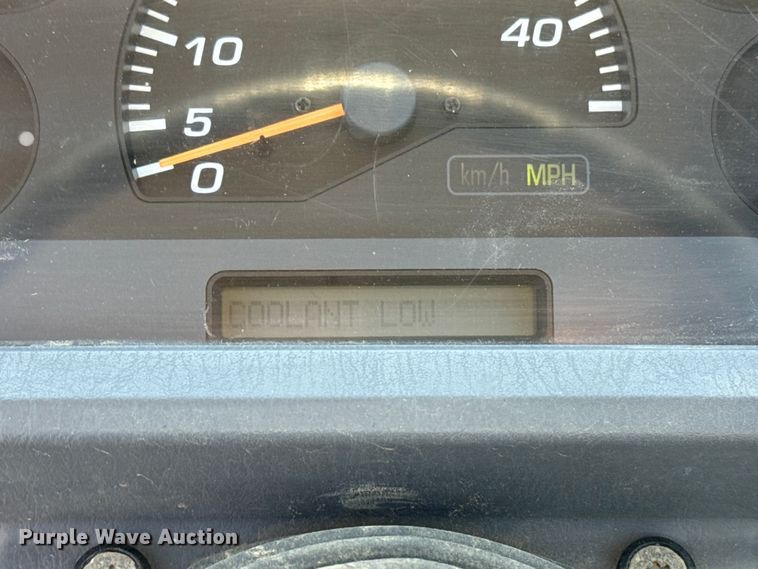 10
40
5
0
km/h MPH
COOLANT LOW
Purple Wave Auction